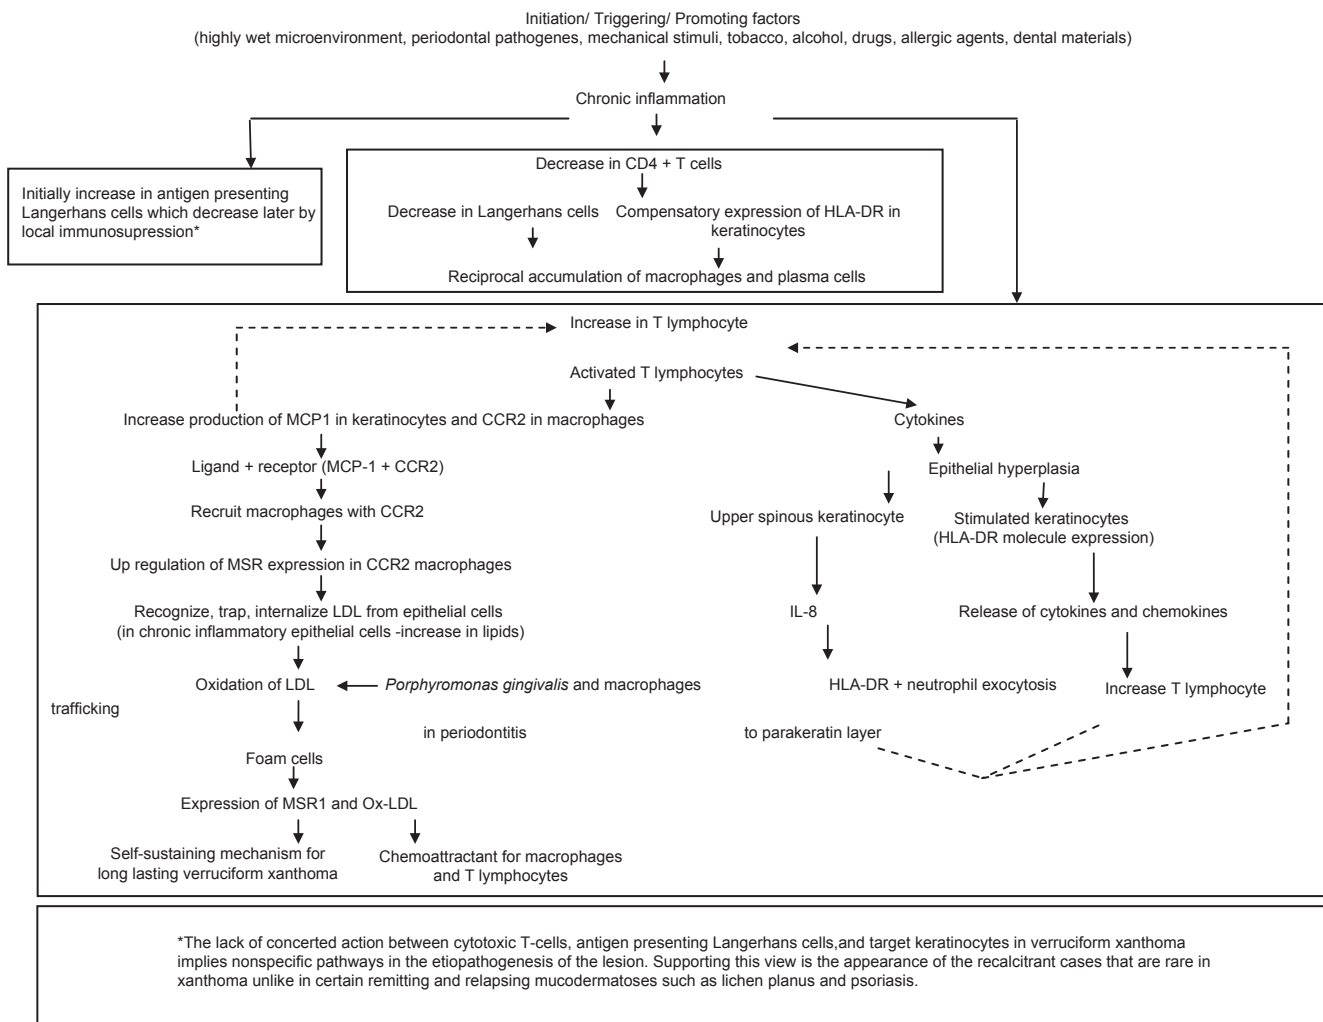 Initiation/ Triggering/ Promoting factors
(highly wet microenvironment, periodontal pathogenes, mechanical stimuli, tobacco, alcohol, drugs, allergic agents, dental materials)
Chronic inflammation
Initially increase in antigen presenting
Langerhans cells which decrease later by
local immunosupression*
Decrease in CD4 + T cells
Decrease in Langerhans cells
Compensatory expression of HLA-DR in
keratinocytes
Reciprocal accumulation of macrophages and plasma cells
Increase in T lymphocyte
Activated T lymphocytes
Increase production of MCP1 in keratinocytes and CCR2 in macrophages
Ligand + receptor (MCP-1 + CCR2)
Recruit macrophages with CCR2
Up regulation of MSR expression in CCR2 macrophages
Recognize, trap, internalize LDL from epithelial cells
(in chronic inflammatory epithelial cells -increase in lipids)
Oxidation of LDL
Porphyromonas gingivalis and macrophages
trafficking
in periodontitis
Foam cells
Expression of MSR1 and Ox-LDL
Self-sustaining mechanism for
long lasting verruciform xanthoma
Chemoattractant for macrophages
and T lymphocytes
Cytokines
Epithelial hyperplasia
Upper spinous keratinocyte
Stimulated keratinocytes
(HLA-DR molecule expression)
IL-8
Release of cytokines and chemokines
HLA-DR + neutrophil exocytosis
Increase T lymphocyte
to parakeratin layer
*The lack of concerted action between cytotoxic T-cells, antigen presenting Langerhans cells,and target keratinocytes in verruciform xanthoma
implies nonspecific pathways in the etiopathogenesis of the lesion. Supporting this view is the appearance of the recalcitrant cases that are rare in
xanthoma unlike in certain remitting and relapsing mucodermatoses such as lichen planus and psoriasis.